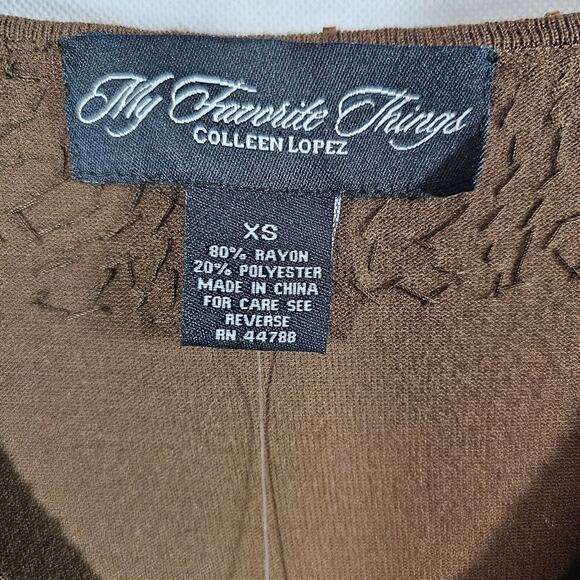 My Favorite Things
COLLEEN LOPEZ
XS
80% RAYON
20% POLYESTER
MADE IN CHINA
FOR CARE SEE
REVERSE
RN 44788